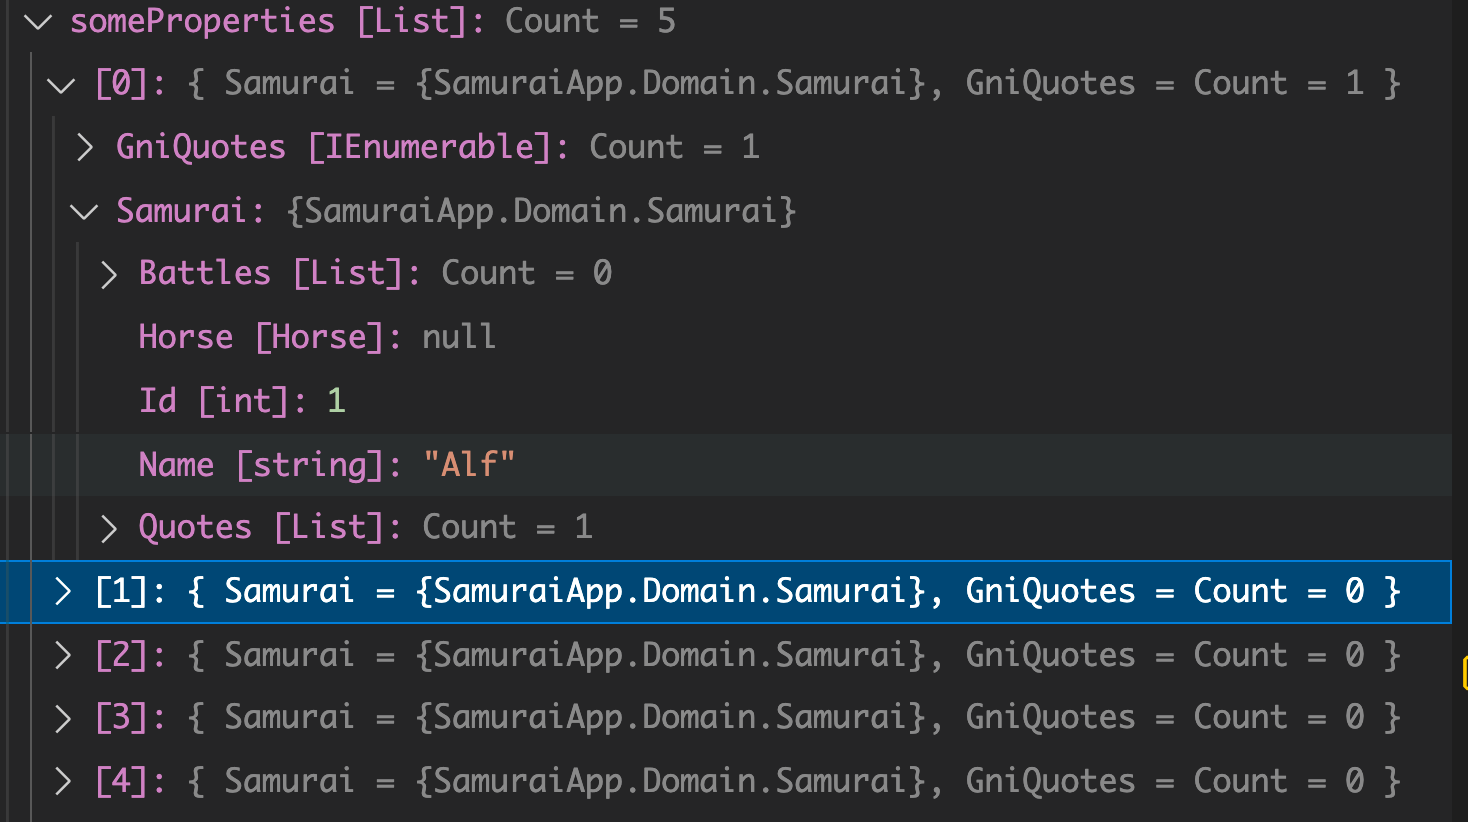 someProperties [List]: Count = 5
[0]: { Samurai = {SamuraiApp.Domain.Samurai}, GniQuotes = Count = 1 }
GniQuotes [IEnumerable]: Count = 1
Samurai: {SamuraiApp.Domain.Samurai}
Battles [List]: Count = 0
Horse [Horse]: null
Id [int]: 1
Name [string]: "Alf"
Quotes [List]: Count = 1
[1]: { Samurai = {SamuraiApp.Domain.Samurai}, GniQuotes = Count = 0 }
[2]: { Samurai = {SamuraiApp.Domain.Samurai}, GniQuotes = Count = 0 }
[3]: { Samurai = {SamuraiApp.Domain.Samurai}, GniQuotes = Count = 0 }
[4]: { Samurai = {SamuraiApp.Domain.Samurai}, GniQuotes = Count = 0 }